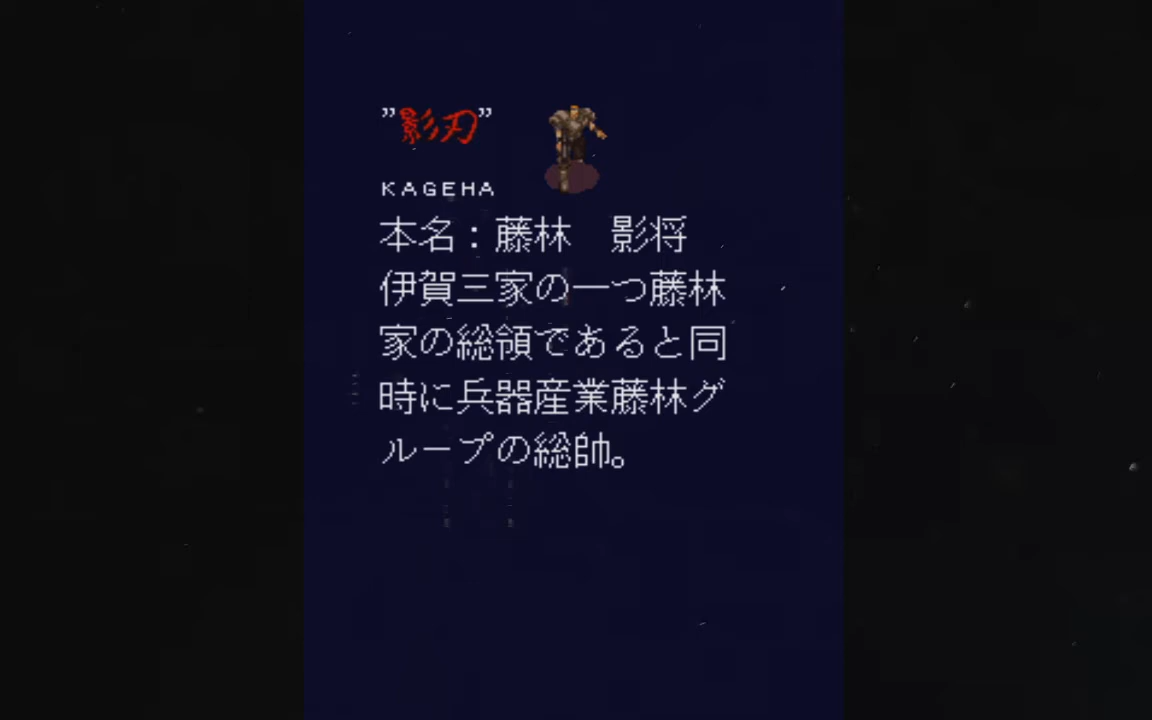 ”影刃”
KAGEHA
本名：藤林　影将
伊賀三家の一つ藤林
家の総領であると同
時に兵器産業藤林グ
ループの総帥。